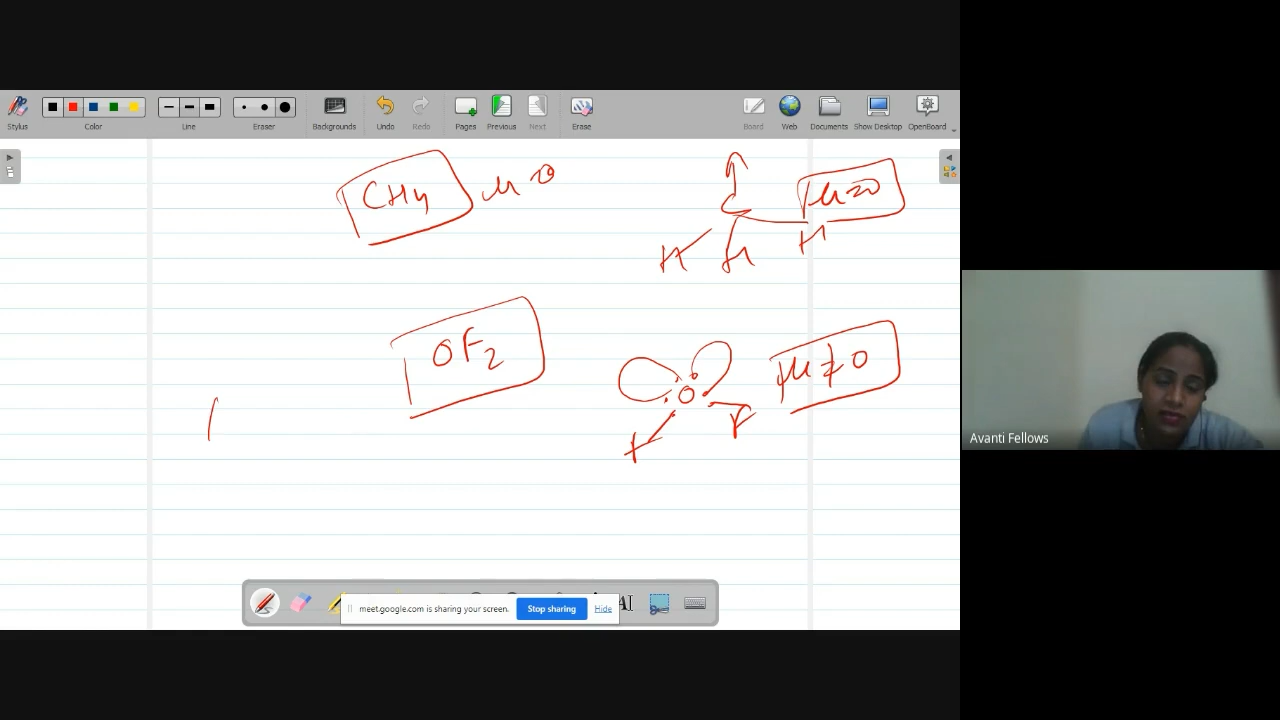 Stylus
Color
Line
Eraser
Backgrounds
Undo
Redo
Pages
Previous
Next
Erase
Board
Web
Documents
Show Desktop
OpenBoard
CH4 μ=0
μ=0
H H H
OF2
O
F
μ≠0
meet.google.com is sharing your screen.
Stop sharing
Hide
AI
Avanti Fellows